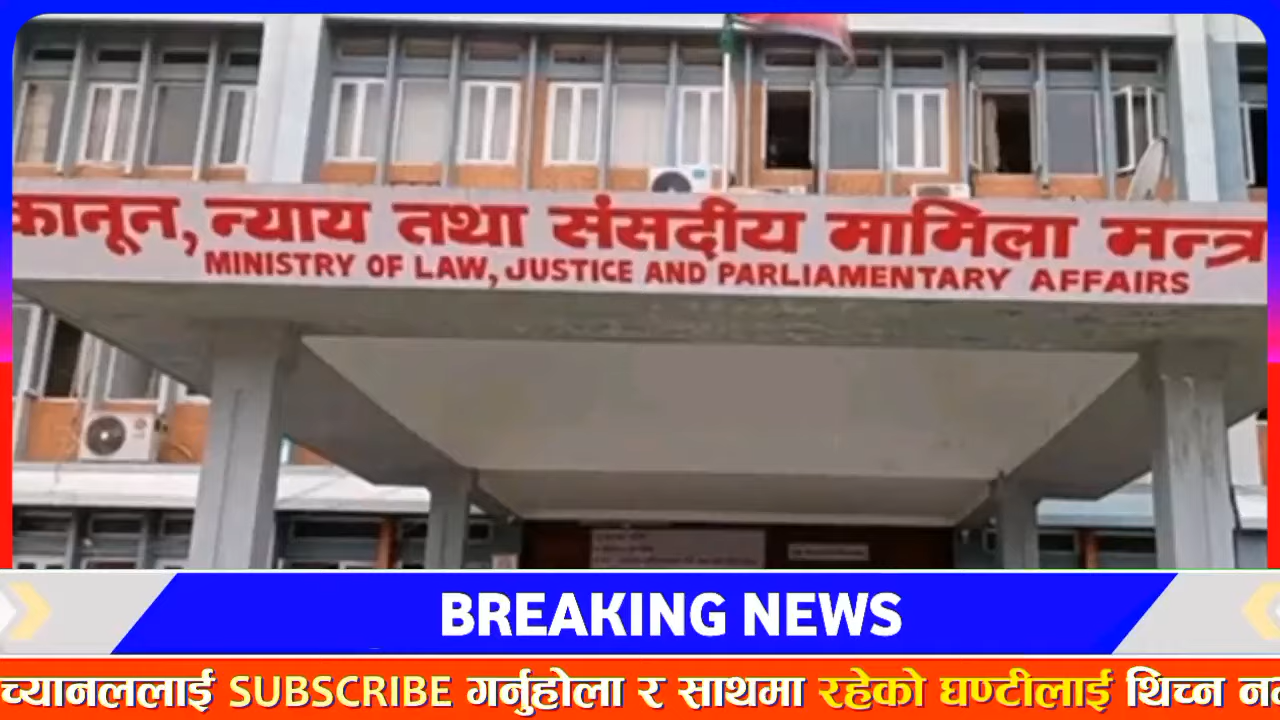 कानून, न्याय तथा संसदीय मामिला मन्त्र
MINISTRY OF LAW, JUSTICE AND PARLIAMENTARY AFFAIRS
BREAKING NEWS
च्यानललाई SUBSCRIBE गर्नुहोला र साथमा रहेको घण्टीलाई थिच्न